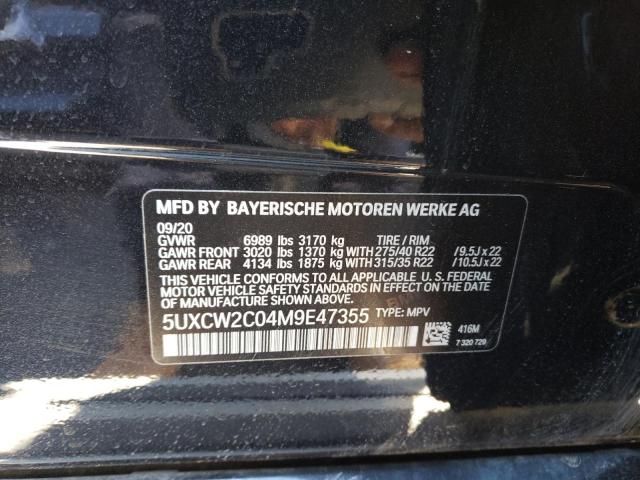 MFD BY BAYERISCHE MOTOREN WERKE AG
09/20
GVWR 6989 lbs 3170 kg TIRE / RIM
GAWR FRONT 3020 lbs 1370 kg WITH 275/40 R22 /9.5J x 22
GAWR REAR 4134 lbs 1875 kg WITH 315/35 R22 /10.5J x 22
THIS VEHICLE CONFORMS TO ALL APPLICABLE U. S. FEDERAL
MOTOR VEHICLE SAFETY STANDARDS IN EFFECT ON THE
DATE OF MANUFACTURE SHOWN ABOVE.
5UXCW2C04M9E47355 TYPE: MPV
416M
7 320 729